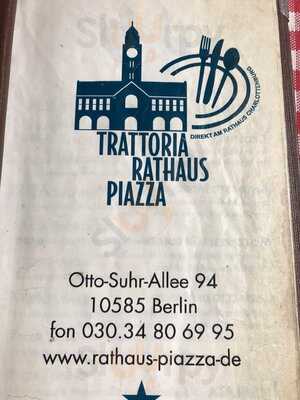 DIREKT AM RATHAUS CHARLOTTENBURG
TRATTORIA
RATHAUS
PIAZZA
Otto-Suhr-Allee 94
10585 Berlin
fon 030.34 80 69 95
www.rathaus-piazza-de